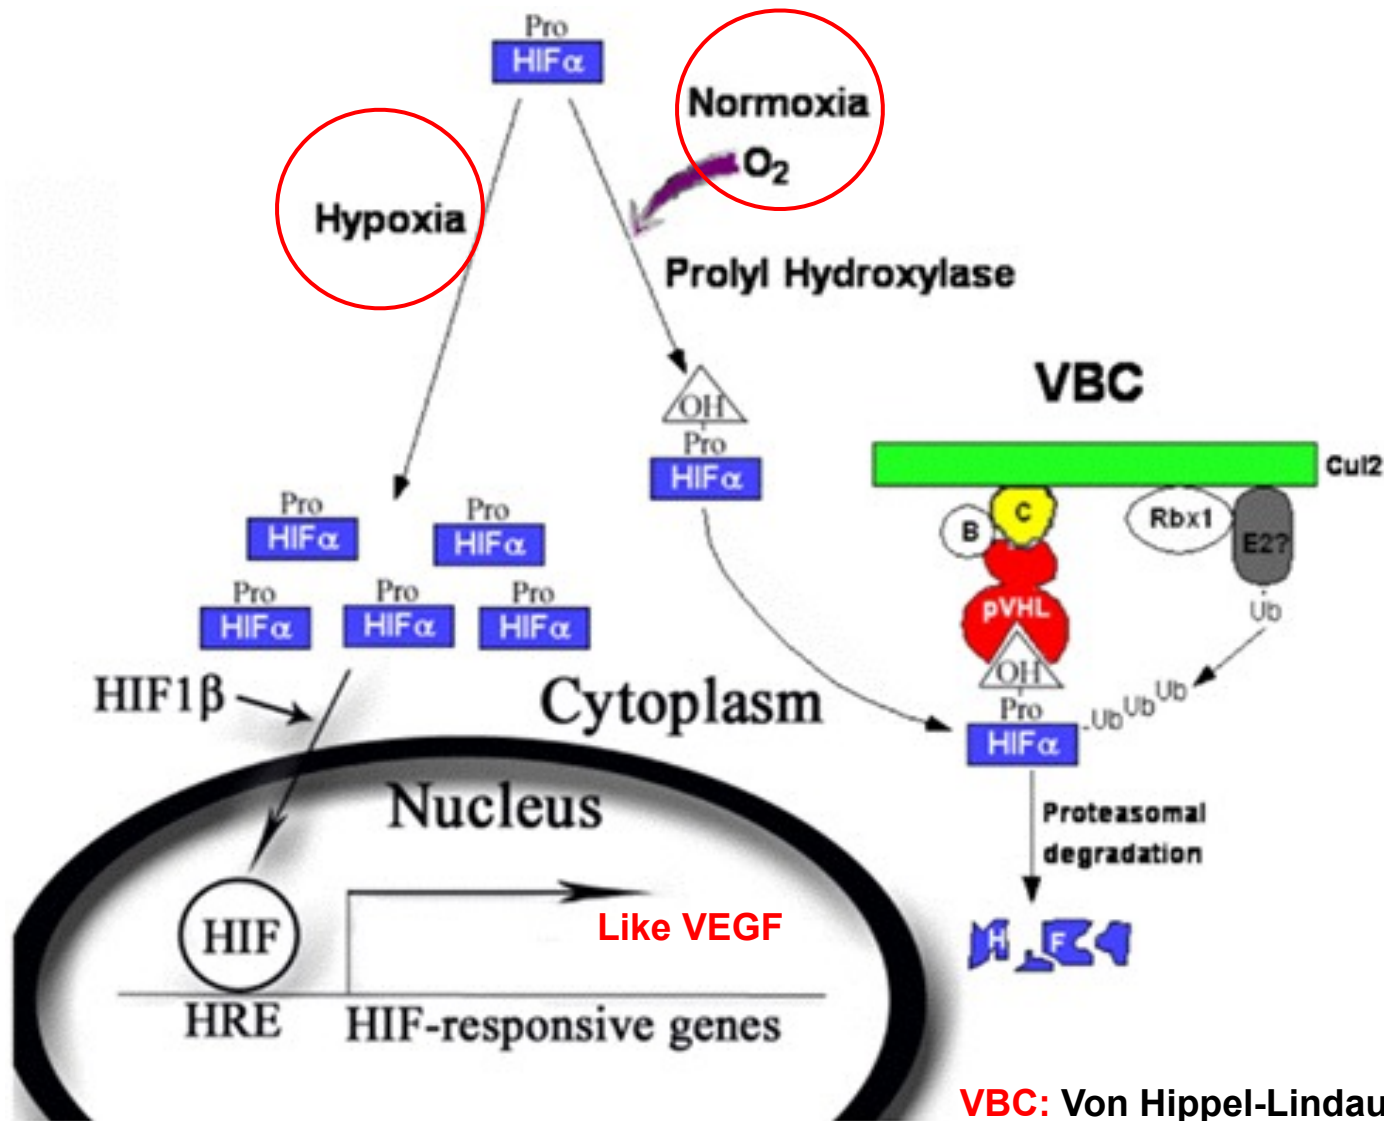 Pro
HIFα
Normoxia
O₂
Hypoxia
Prolyl Hydroxylase
OH
Pro
HIFα
VBC
Cul2
B
C
Rbx1
E2?
pVHL
Ub
OH
Pro
HIFα
Ub
Ub
Ub
Pro
HIFα
Pro
HIFα
Pro
HIFα
Pro
HIFα
Pro
HIFα
HIF1β
Cytoplasm
Nucleus
Proteasomal
degradation
H
F
HIF
Like VEGF
HRE
HIF-responsive genes
VBC: Von Hippel-Lindau